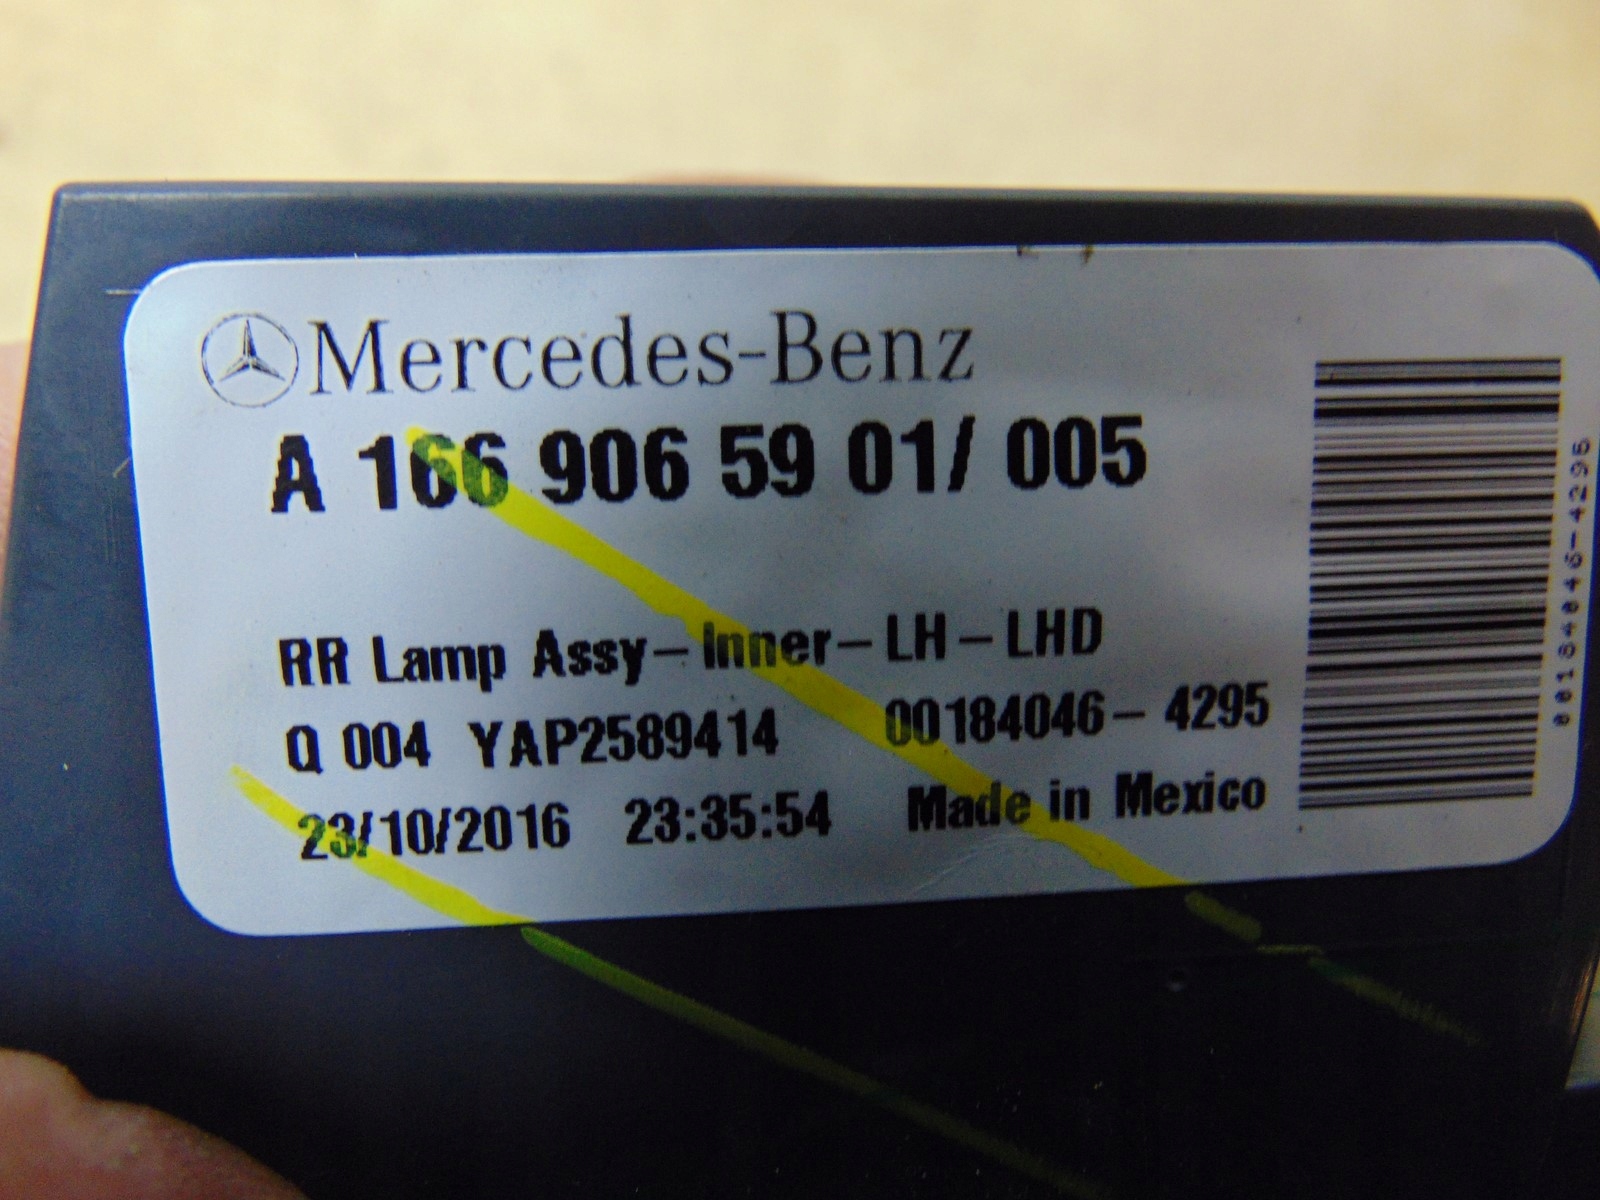 Mercedes-Benz
A 166 906 59 01/ 005
RR Lamp Assy-Inner-LH-LHD
Q 004 YAP2589414 00184046-4295
23/10/2016 23:35:54 Made in Mexico
00184046-4295